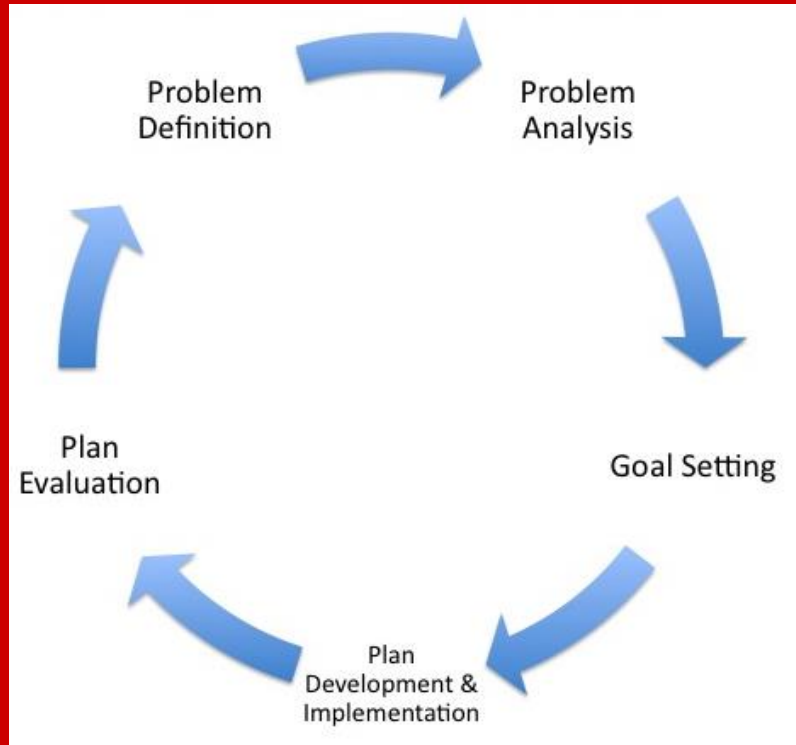 Problem
Definition
Problem
Analysis
Goal Setting
Plan
Development &
Implementation
Plan
Evaluation